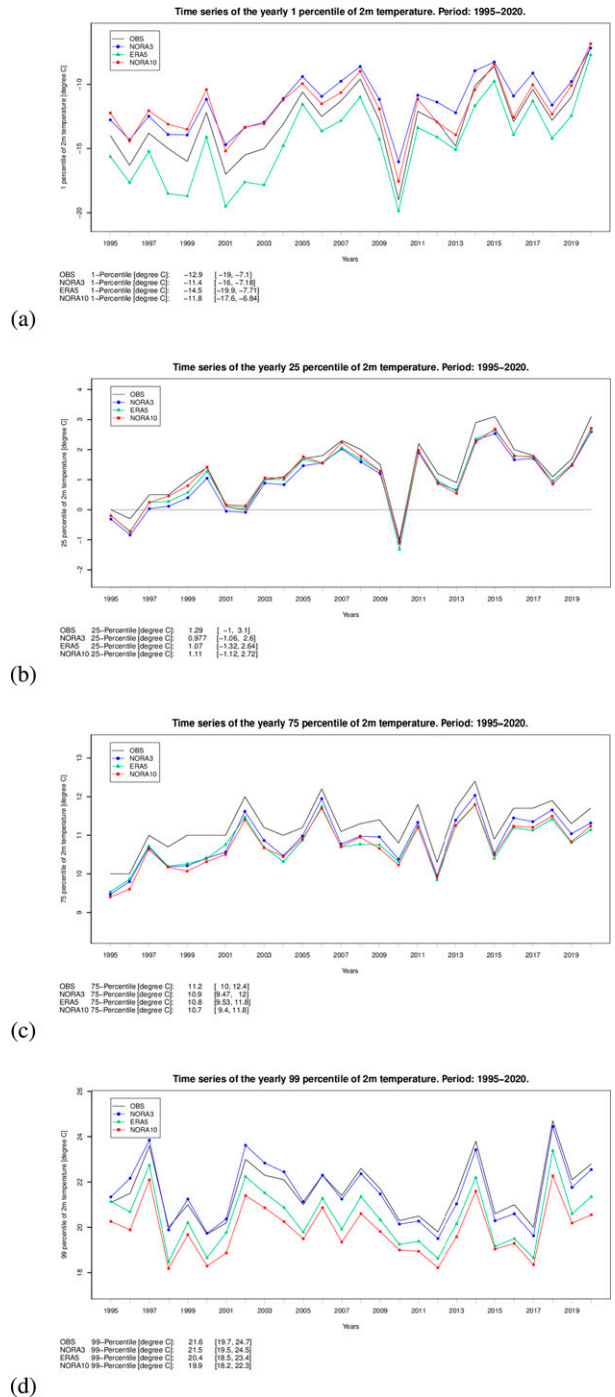 Time series of the yearly 1 percentile of 2m temperature. Period: 1995-2020.
OBS
NORA3
ERA5
NORA10
1 percentile of 2m temperature [degree C]
-10
-15
-20
1995 1997 1999 2001 2003 2005 2007 2009 2011 2013 2015 2017 2019
Years
OBS 1-Percentile [degree C]: -12.9 [ -19, -7.1]
NORA3 1-Percentile [degree C]: -11.4 [ -16, -7.18]
ERA5 1-Percentile [degree C]: -14.5 [-19.9, -7.71]
NORA10 1-Percentile [degree C]: -11.8 [-17.6, -6.84]
(a)
Time series of the yearly 25 percentile of 2m temperature. Period: 1995-2020.
OBS
NORA3
ERA5
NORA10
25 percentile of 2m temperature [degree C]
4
3
2
1
0
-1
-2
1995 1997 1999 2001 2003 2005 2007 2009 2011 2013 2015 2017 2019
Years
OBS 25-Percentile [degree C]: 1.29 [ -1, 3.1]
NORA3 25-Percentile [degree C]: 0.977 [-1.06, 2.6]
ERA5 25-Percentile [degree C]: 1.07 [-1.32, 2.64]
NORA10 25-Percentile [degree C]: 1.11 [-1.12, 2.72]
(b)
Time series of the yearly 75 percentile of 2m temperature. Period: 1995-2020.
OBS
NORA3
ERA5
NORA10
75 percentile of 2m temperature [degree C]
13
12
11
10
9
1995 1997 1999 2001 2003 2005 2007 2009 2011 2013 2015 2017 2019
Years
OBS 75-Percentile [degree C]: 11.2 [ 10, 12.4]
NORA3 75-Percentile [degree C]: 10.9 [9.47, 12]
ERA5 75-Percentile [degree C]: 10.8 [9.53, 11.8]
NORA10 75-Percentile [degree C]: 10.7 [ 9.4, 11.8]
(c)
Time series of the yearly 99 percentile of 2m temperature. Period: 1995-2020.
OBS
NORA3
ERA5
NORA10
99 percentile of 2m temperature [degree C]
26
24
22
20
18
1995 1997 1999 2001 2003 2005 2007 2009 2011 2013 2015 2017 2019
Years
OBS 99-Percentile [degree C]: 21.6 [19.7, 24.7]
NORA3 99-Percentile [degree C]: 21.5 [19.5, 24.5]
ERA5 99-Percentile [degree C]: 20.4 [18.5, 23.4]
NORA10 99-Percentile [degree C]: 19.9 [18.2, 22.3]
(d)